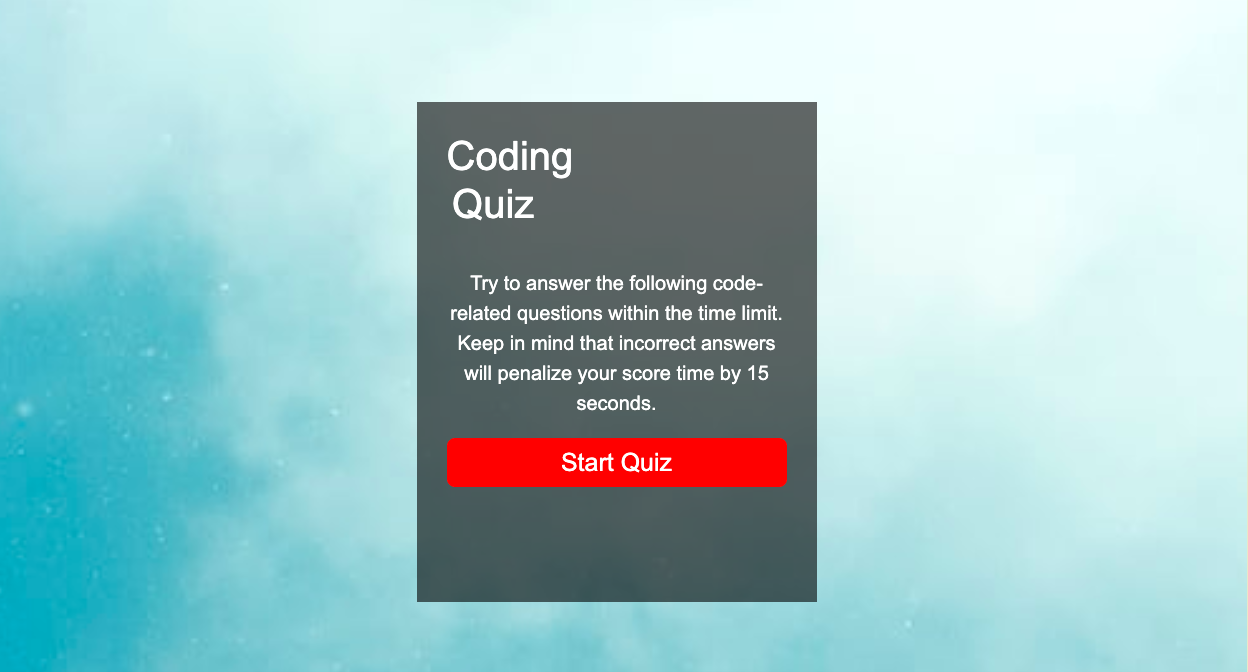 Coding
Quiz
Try to answer the following code-
related questions within the time limit.
Keep in mind that incorrect answers
will penalize your score time by 15
seconds.
Start Quiz